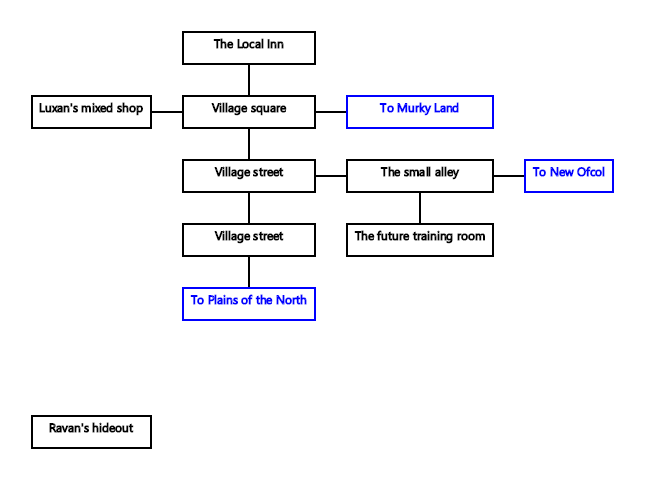 The Local Inn
Luxan's mixed shop
Village square
To Murky Land
Village street
The small alley
To New Ofcol
Village street
The future training room
To Plains of the North
Ravan's hideout